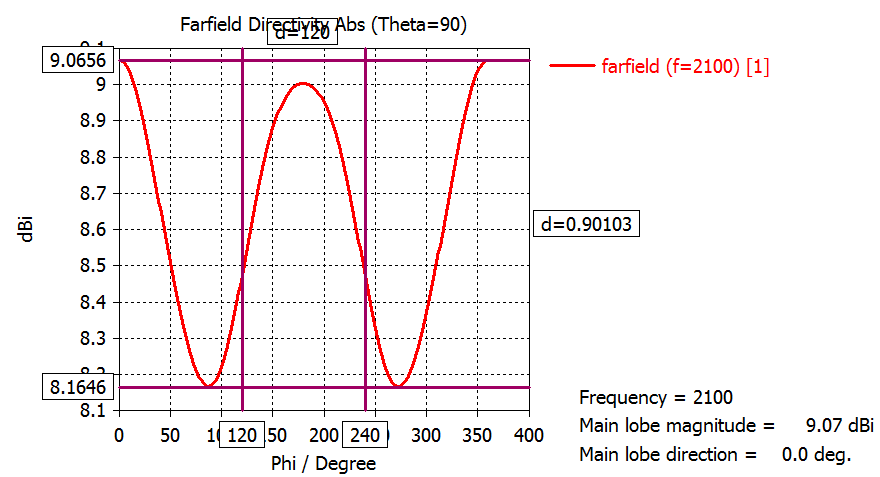 Farfield Directivity Abs (Theta=90)
d=120
9.0656
9
8.9
8.8
8.7
8.6
8.5
8.4
8.3
8.1646
8.1
dBi
0
50
120
200
240
300
350
400
Phi / Degree
farfield (f=2100) [1]
d=0.90103
Frequency = 2100
Main lobe magnitude = 9.07 dBi
Main lobe direction = 0.0 deg.